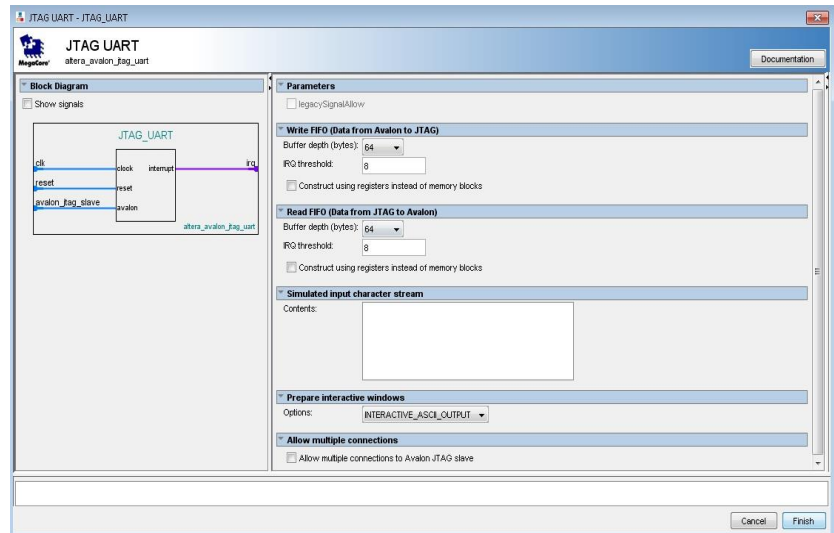 JTAG UART - JTAG_UART
JTAG UART
MegaCore'
altera_avalon_jtag_uart
Documentation
Block Diagram
Show signals
JTAG_UART
clk
clock
interrupt
irq
reset
reset
avalon_jtag_slave
avalon
altera_avalon_jtag_uart
Parameters
legacySignalAllow
Write FIFO (Data from Avalon to JTAG)
Buffer depth (bytes): 64
IRQ threshold: 8
Construct using registers instead of memory blocks
Read FIFO (Data from JTAG to Avalon)
Buffer depth (bytes): 64
IRQ threshold: 8
Construct using registers instead of memory blocks
Simulated input character stream
Contents:
Prepare interactive windows
Options: INTERACTIVE_ASCII_OUTPUT
Allow multiple connections
Allow multiple connections to Avalon JTAG slave
Cancel Finish